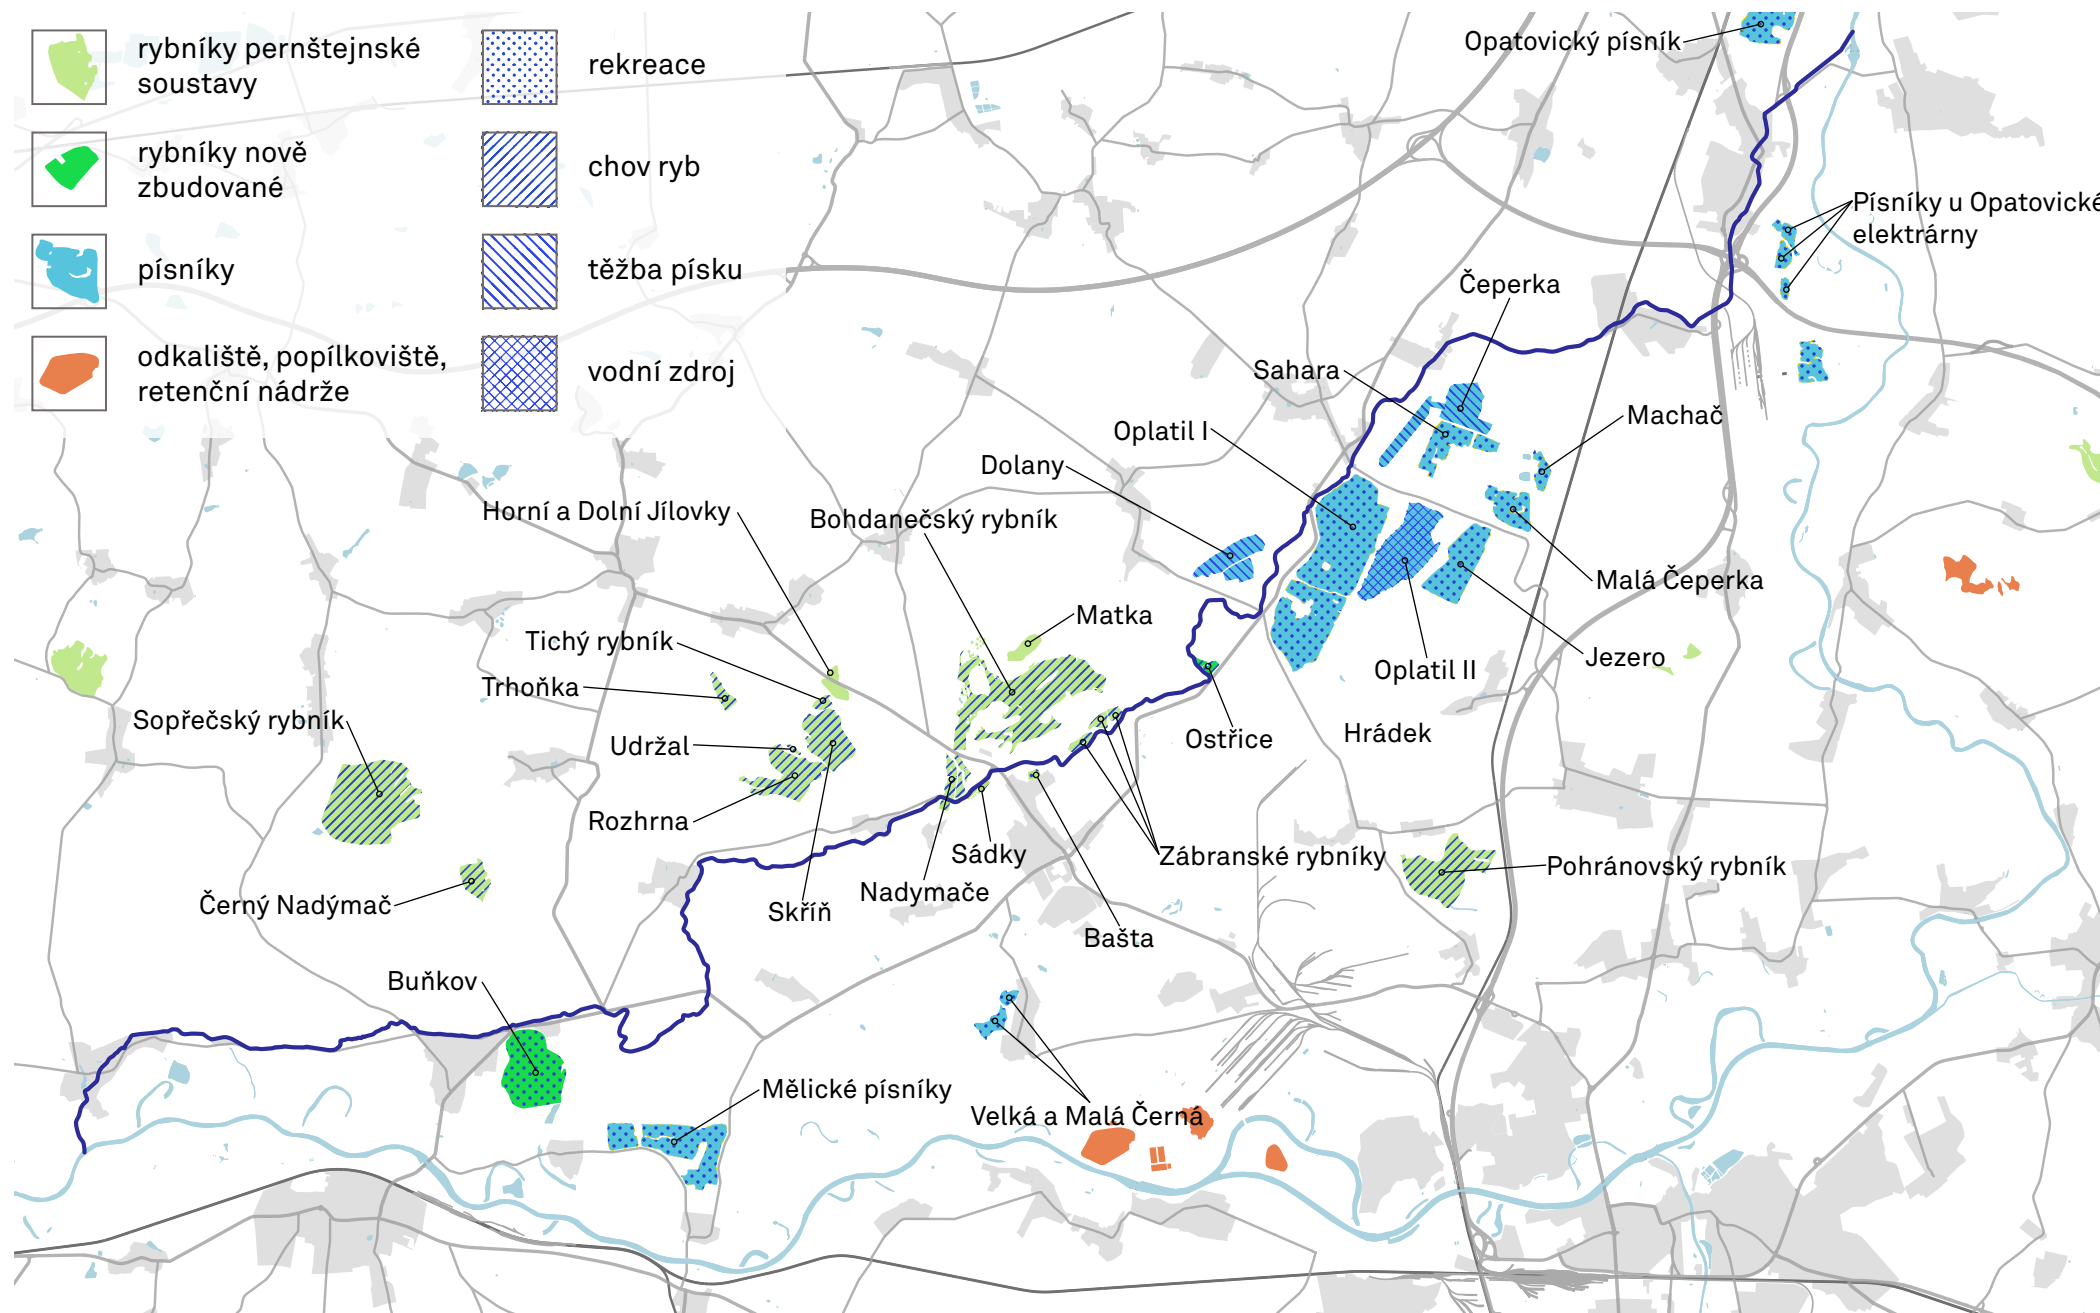 rybníky pernštejnské
soustavy
rybníky nově
zbudované
písníky
odkaliště, popílkoviště,
retenční nádrže
rekreace
chov ryb
těžba písku
vodní zdroj
Opatovický písník
Písníky u Opatovické
elektrárny
Čeperka
Sahara
Machač
Oplatil I
Dolany
Horní a Dolní Jílovky
Bohdanečský rybník
Malá Čeperka
Matka
Tichý rybník
Jezero
Oplatil II
Trhoňka
Sopřečský rybník
Hrádek
Ostřice
Udržal
Rozhrna
Sádky
Zábranské rybníky
Pohránovský rybník
Nadymače
Černý Nadýmač
Skříň
Bašta
Buňkov
Mělické písníky
Velká a Malá Černá